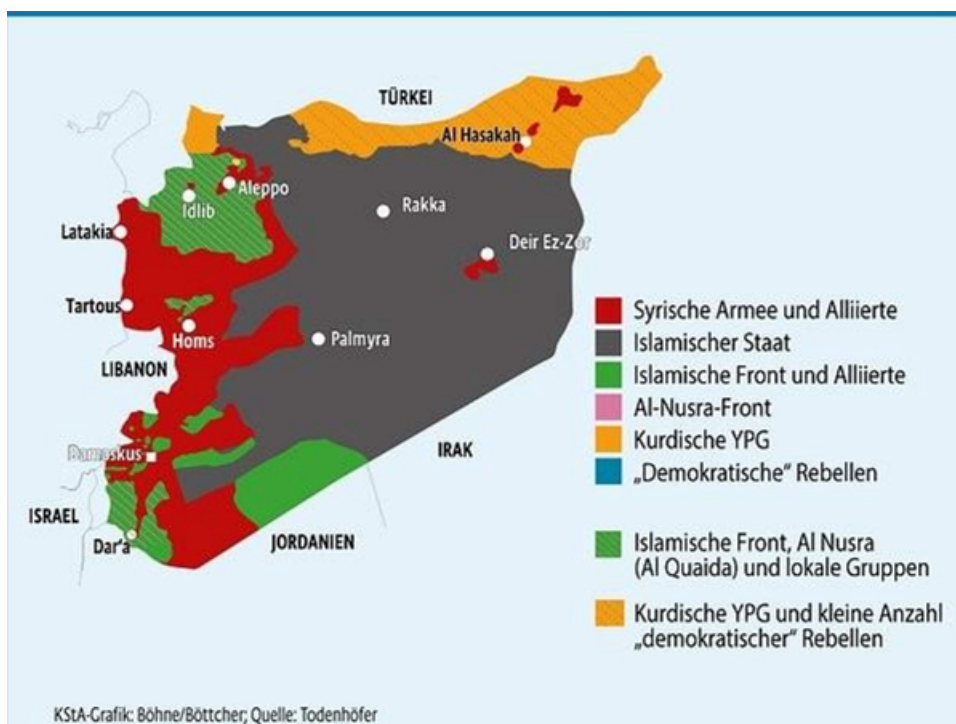 TÜRKEI
Al Hasakah
Aleppo
Idlib
Rakka
Latakia
Deir Ez-Zor
Tartous
Homs
Palmyra
LIBANON
Damaskus
IRAK
ISRAEL
JORDANIEN
Dar'a
Syrische Armee und Alliierte
Islamischer Staat
Islamische Front und Alliierte
Al-Nusra-Front
Kurdische YPG
„Demokratische“ Rebellen
Islamische Front, Al Nusra
(Al Quaida) und lokale Gruppen
Kurdische YPG und kleine Anzahl
„demokratischer“ Rebellen
KStA-Grafik: Böhne/Böttcher; Quelle: Todenhöfer